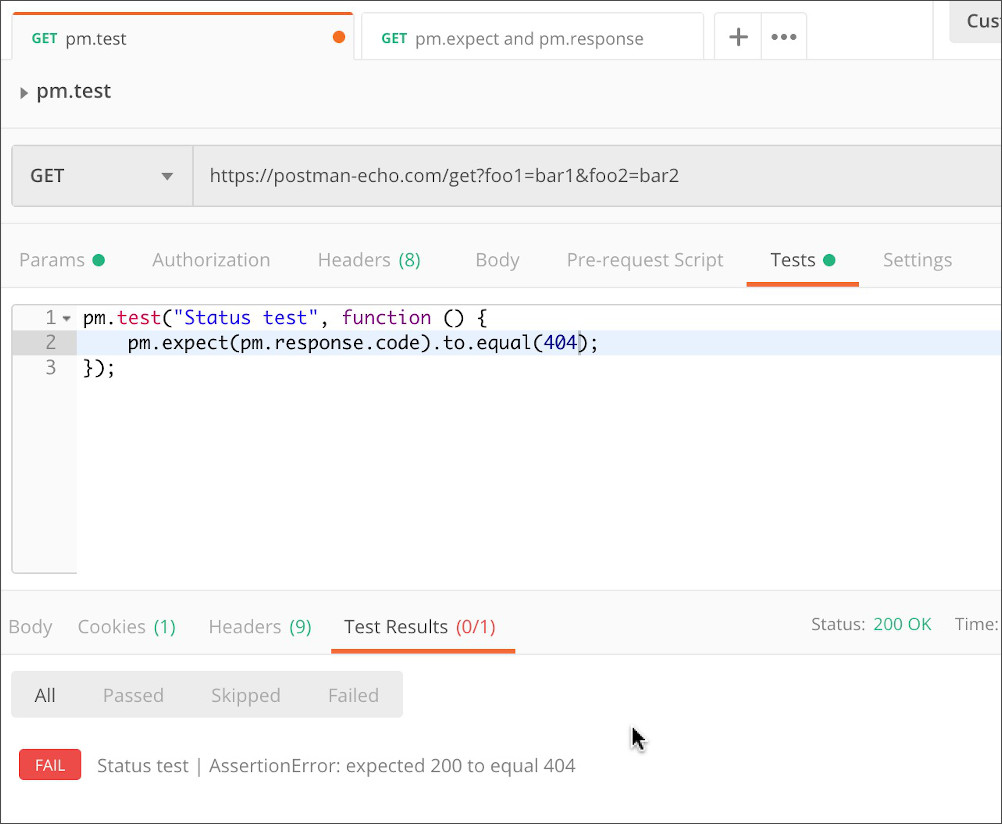 GET pm.test GET pm.expect and pm.response + ••• Cus
pm.test
GET https://postman-echo.com/get?foo1=bar1&foo2=bar2
Params Authorization Headers (8) Body Pre-request Script Tests Settings
1 pm.test("Status test", function () {
2 pm.expect(pm.response.code).to.equal(404);
3 });
Body Cookies (1) Headers (9) Test Results (0/1) Status: 200 OK Time:
All Passed Skipped Failed
FAIL Status test | AssertionError: expected 200 to equal 404